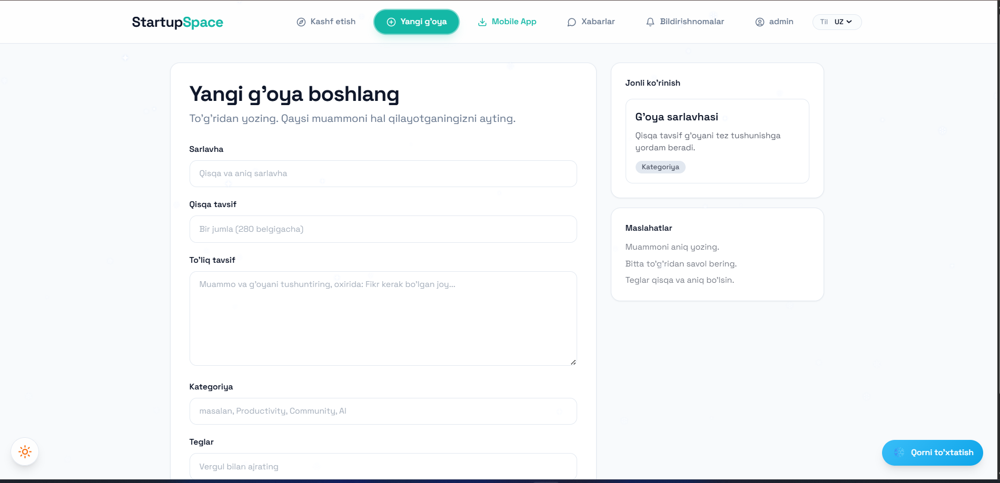 StartupSpace
Kashf etish
Yangi g'oya
Mobile App
Xabarlar
Bildirishnomalar
admin
Til UZ
Yangi g'oya boshlang
To'g'ridan yozing. Qaysi muammoni hal qilayotganingizni ayting.
Sarlavha
Qisqa va aniq sarlavha
Qisqa tavsif
Bir jumla (280 belgigacha)
To'liq tavsif
Muammo va g'oyani tushuntiring, oxirida: Fikr kerak bo'lgan joy...
Kategoriya
masalan, Productivity, Community, AI
Teglar
Vergul bilan ajrating
Jonli ko'rinish
G'oya sarlavhasi
Qisqa tavsif g'oyani tez tushunishga
yordam beradi.
Kategoriya
Maslahatlar
Muammoni aniq yozing.
Bitta to'g'ridan savol bering.
Teglar qisqa va aniq bo'lsin.
Qorni to'xtatish